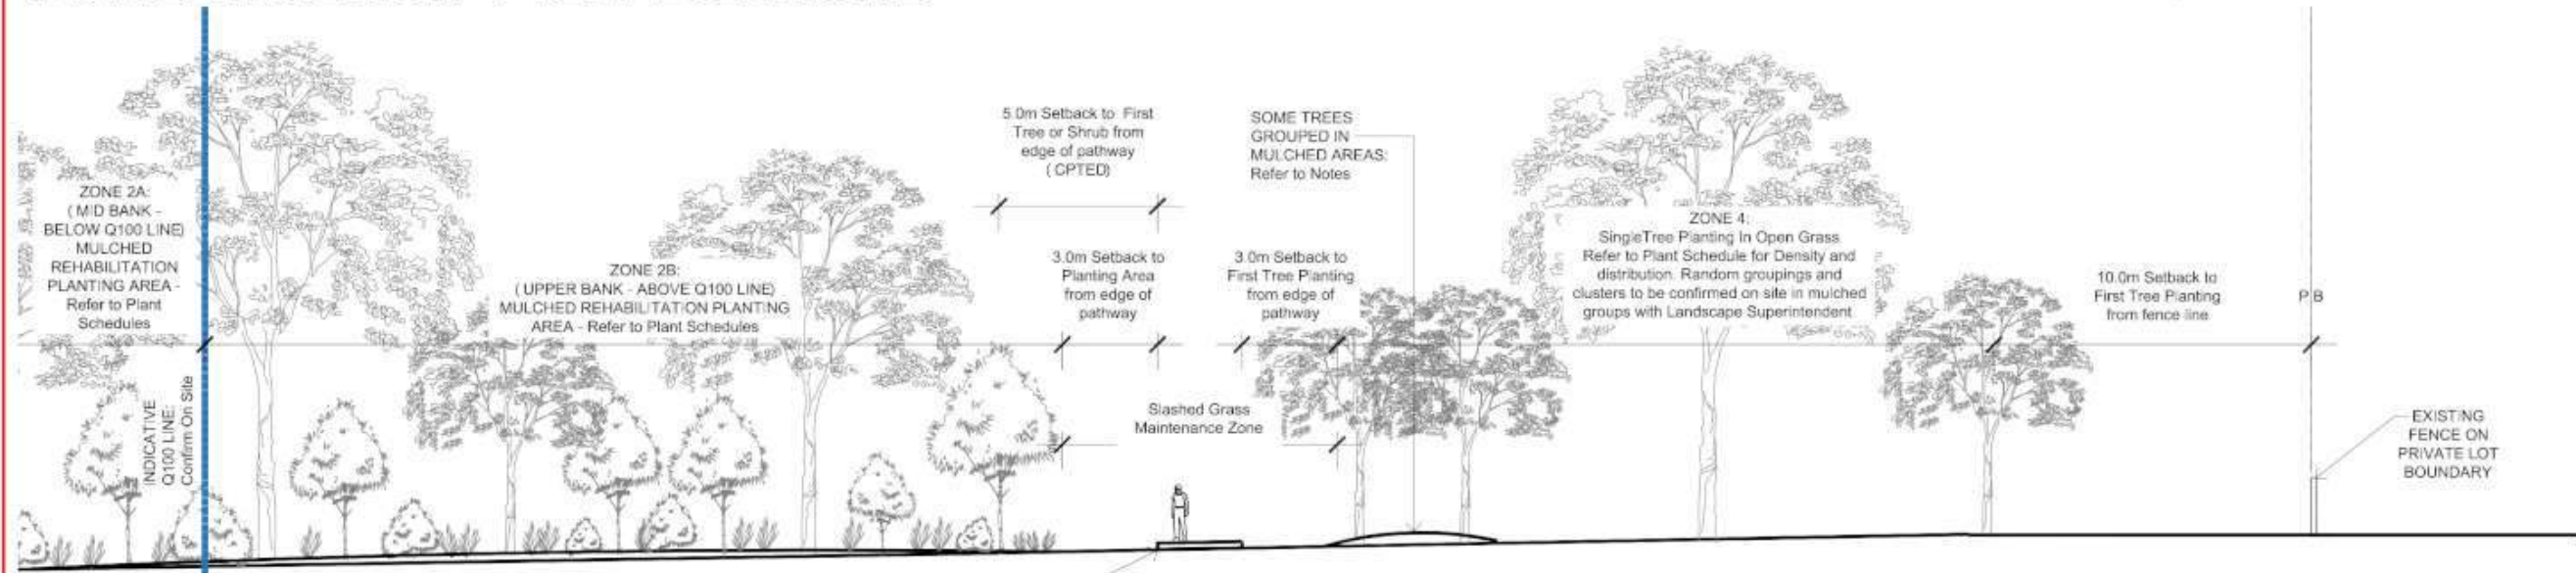 ZONE 2A:
( MID BANK -
BELOW Q100 LINE)
MULCHED
REHABILITATION
PLANTING AREA -
Refer to Plant
Schedules
INDICATIVE
Q100 LINE:
Confirm On Site
ZONE 2B:
( UPPER BANK - ABOVE Q100 LINE)
MULCHED REHABILITATION PLANTING
AREA - Refer to Plant Schedules
5.0m Setback to First
Tree or Shrub from
edge of pathway
( CPTED)
3.0m Setback to
Planting Area
from edge of
pathway
SOME TREES
GROUPED IN
MULCHED AREAS:
Refer to Notes
3.0m Setback to
First Tree Planting
from edge of
pathway
Slashed Grass
Maintenance Zone
ZONE 4:
SingleTree Planting In Open Grass
Refer to Plant Schedule for Density and
distribution. Random groupings and
clusters to be confirmed on site in mulched
groups with Landscape Superintendent
10.0m Setback to
First Tree Planting
from fence line
P B
EXISTING
FENCE ON
PRIVATE LOT
BOUNDARY